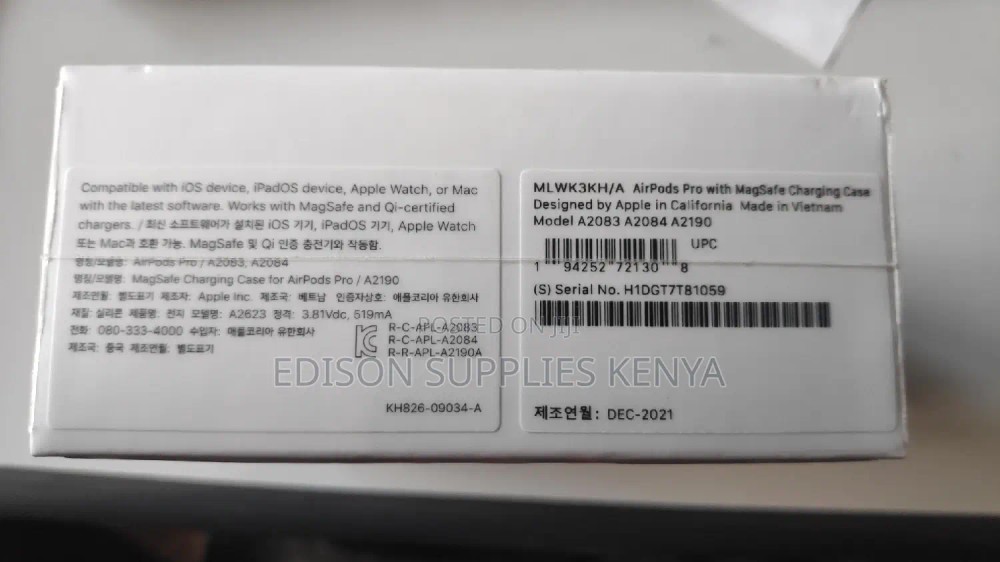 Compatible with iOS device, iPadOS device, Apple Watch, or Mac
with the latest software. Works with MagSafe and Qi-certified
chargers. / 최신 소프트웨어가 설치된 iOS 기기, iPadOS 기기, Apple Watch
또는 Mac과 호환 가능. MagSafe 및 Qi 인증 충전기와 작동함.
명칭/모델명: AirPods Pro / A2083, A2084
명칭/모델명: MagSafe Charging Case for AirPods Pro / A2190
제조연월: 별도표기 제조자: Apple Inc. 제조국: 베트남 인증자상호: 애플코리아 유한회사
재질: 실리콘 제품명: 전지 모델명: A2623 정격: 3.81Vdc, 519mA
전화: 080-333-4000 수입자: 애플코리아 유한회사
제조국: 중국 제조연월: 별도표기
R-C-APL-A2083
R-C-APL-A2084
R-R-APL-A2190A
KH826-09034-A
MLWK3KH/A AirPods Pro with MagSafe Charging Case
Designed by Apple in California Made in Vietnam
Model A2083 A2084 A2190
UPC
1 94252 72130 8
(S) Serial No. H1DGT7T81059
제조연월: DEC-2021
POSTED ON JIJI
EDISON SUPPLIES KENYA